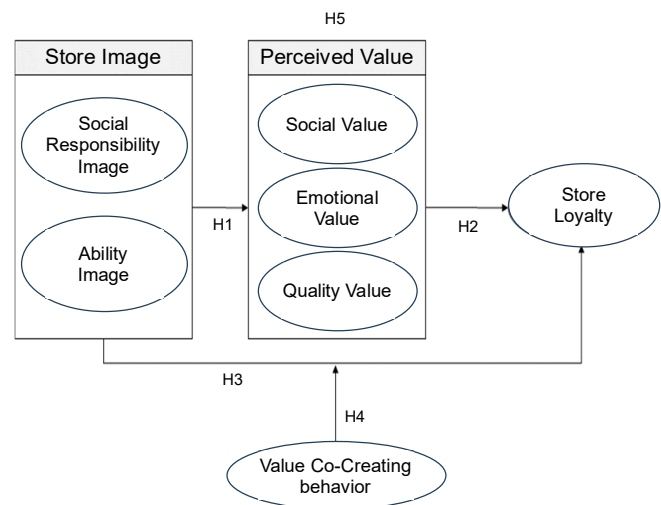 H5
Store Image
Perceived Value
Social
Responsibility
Image
Ability
Image
H1
Social Value
Emotional
Value
Quality Value
H2
Store
Loyalty
H3
H4
Value Co-Creating
behavior